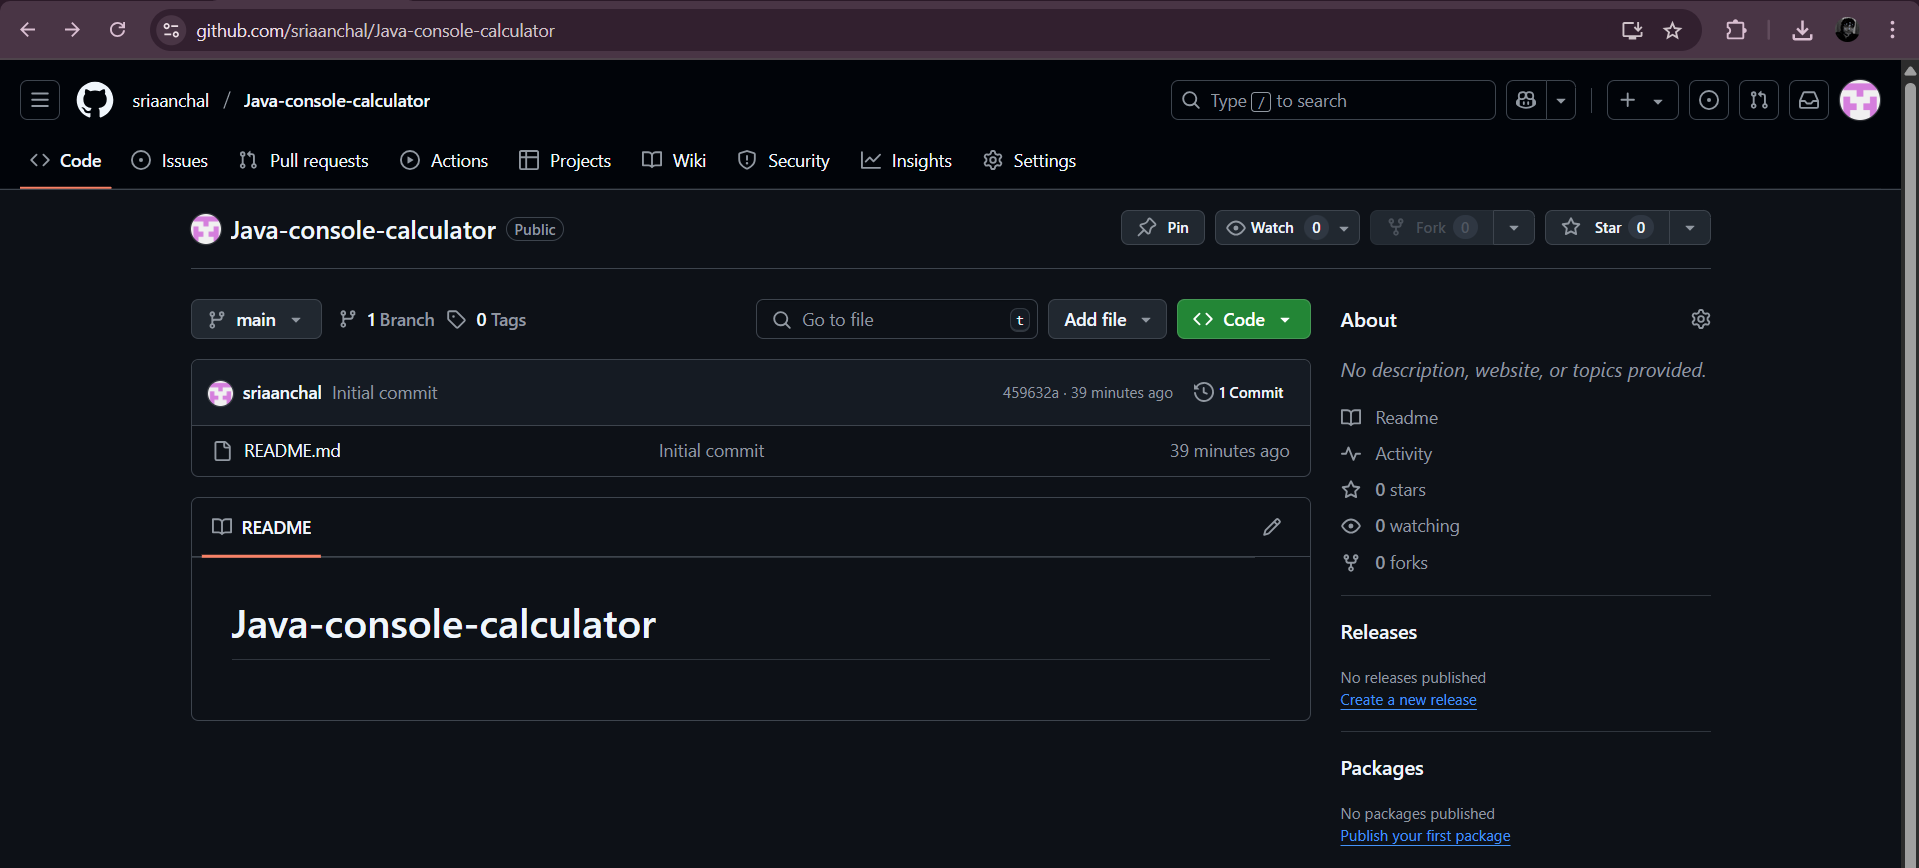 github.com/sriaanchal/Java-console-calculator
sriaanchal / Java-console-calculator
Type / to search
Code Issues Pull requests Actions Projects Wiki Security Insights Settings
Java-console-calculator Public
Pin Watch 0 Fork 0 Star 0
main 1 Branch 0 Tags
Go to file t Add file Code
sriaanchal Initial commit 459632a · 39 minutes ago 1 Commit
README.md Initial commit 39 minutes ago
README
Java-console-calculator
About
No description, website, or topics provided.
Readme
Activity
0 stars
0 watching
0 forks
Releases
No releases published
Create a new release
Packages
No packages published
Publish your first package